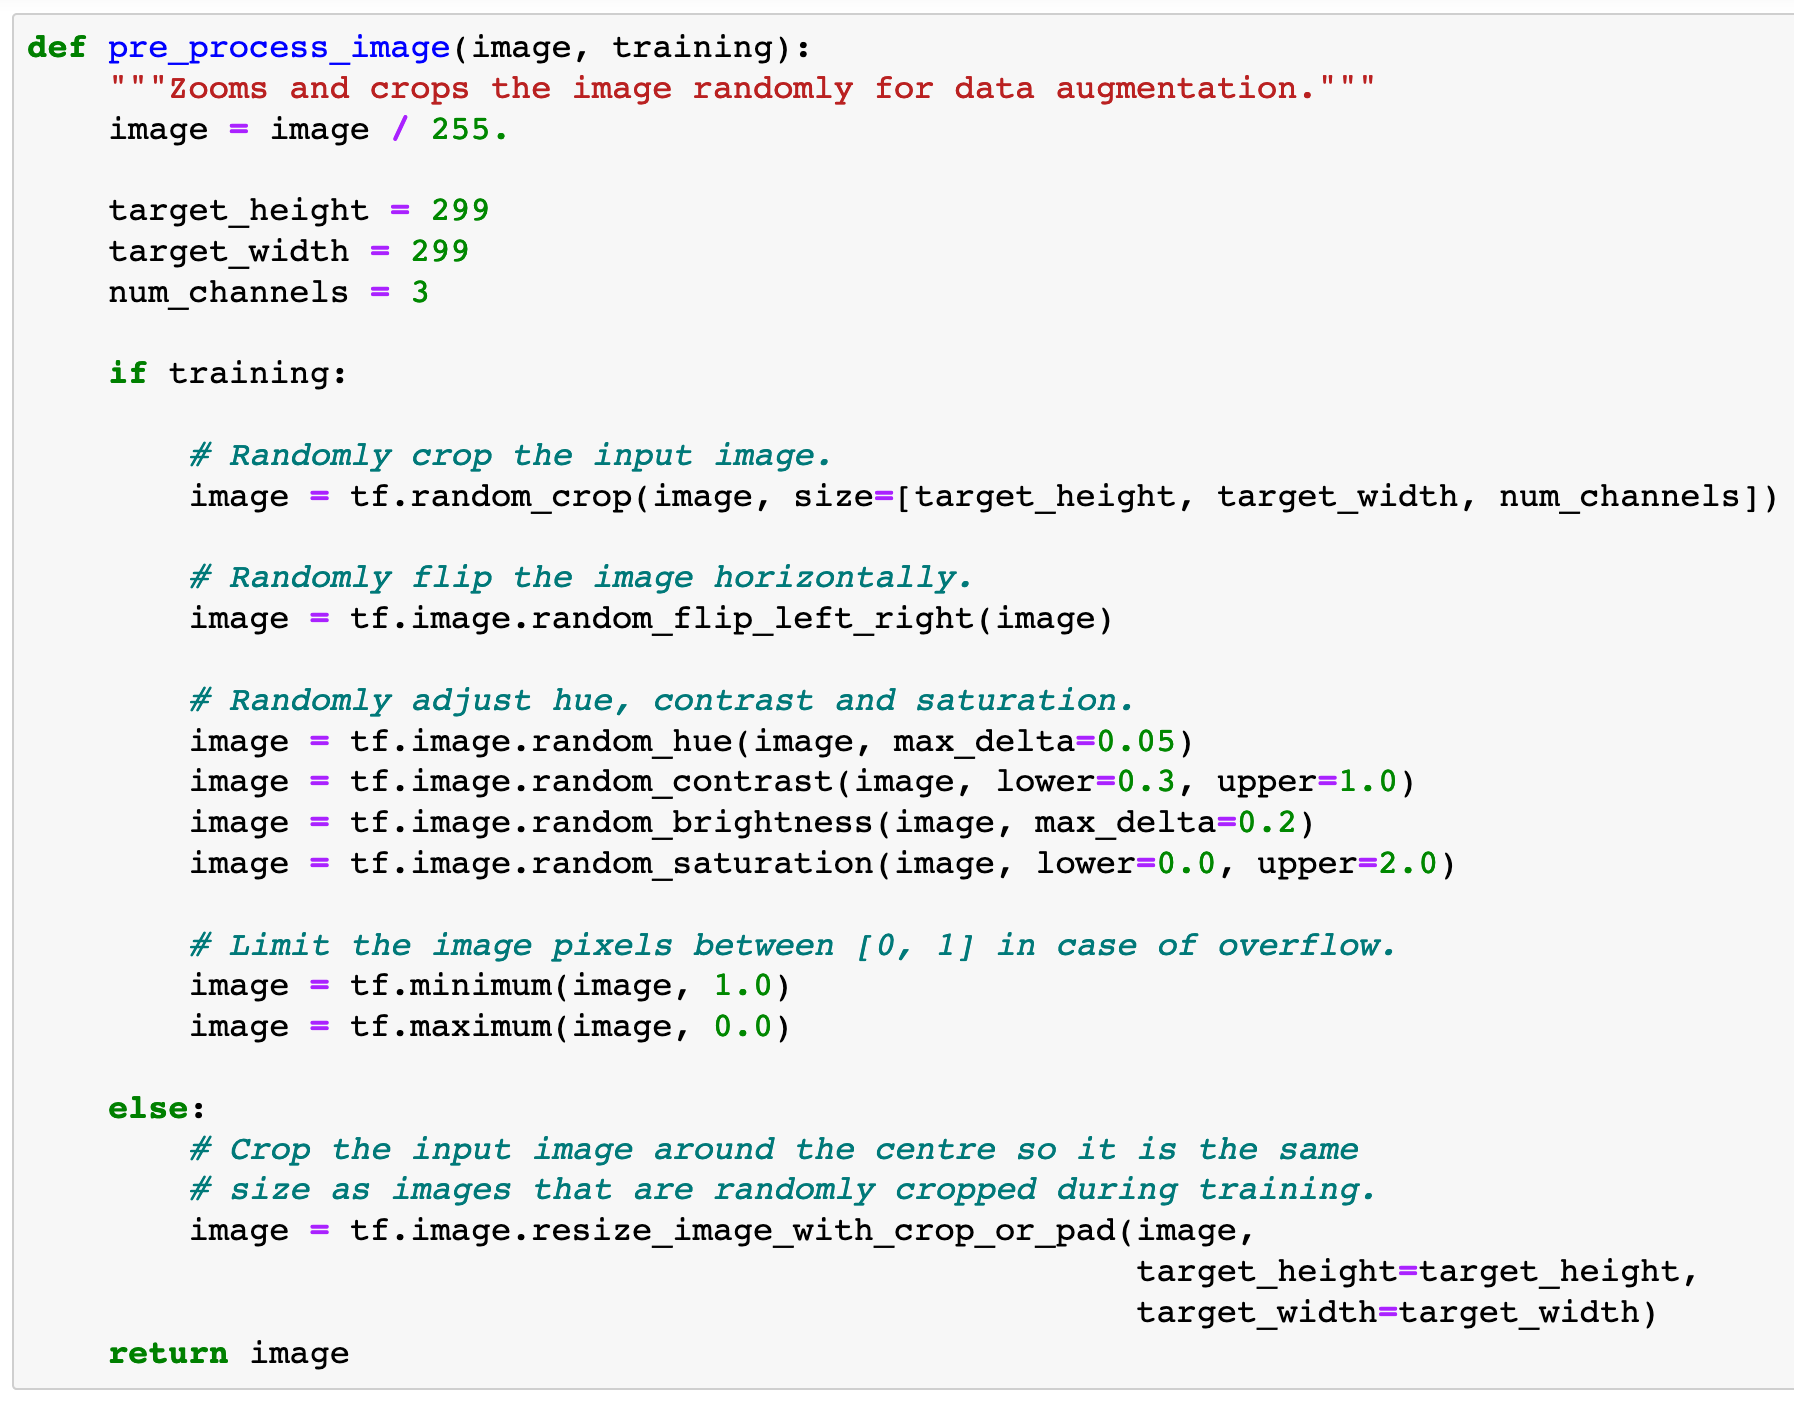 def pre_process_image(image, training):
    """Zooms and crops the image randomly for data augmentation."""
    image = image / 255.

    target_height = 299
    target_width = 299
    num_channels = 3

    if training:

        # Randomly crop the input image.
        image = tf.random_crop(image, size=[target_height, target_width, num_channels])

        # Randomly flip the image horizontally.
        image = tf.image.random_flip_left_right(image)

        # Randomly adjust hue, contrast and saturation.
        image = tf.image.random_hue(image, max_delta=0.05)
        image = tf.image.random_contrast(image, lower=0.3, upper=1.0)
        image = tf.image.random_brightness(image, max_delta=0.2)
        image = tf.image.random_saturation(image, lower=0.0, upper=2.0)

        # Limit the image pixels between [0, 1] in case of overflow.
        image = tf.minimum(image, 1.0)
        image = tf.maximum(image, 0.0)

    else:
        # Crop the input image around the centre so it is the same
        # size as images that are randomly cropped during training.
        image = tf.image.resize_image_with_crop_or_pad(image,
                                                       target_height=target_height,
                                                       target_width=target_width)
    return image